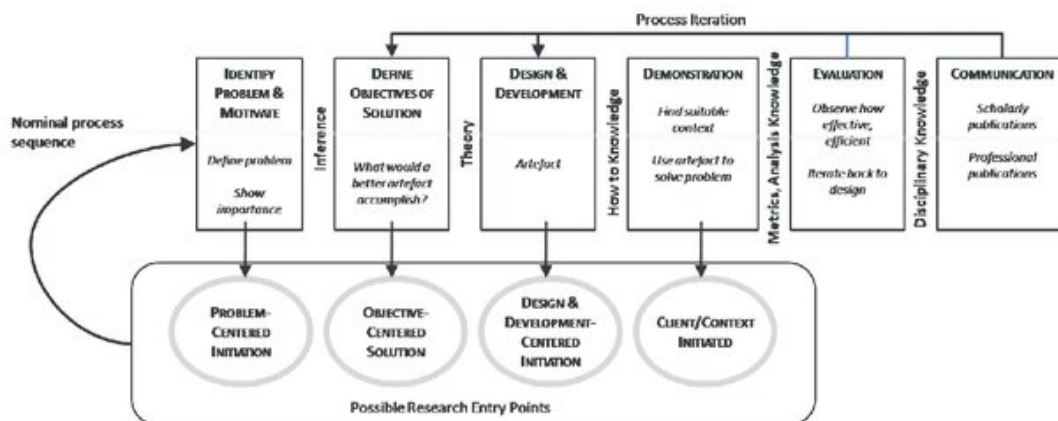 Process Iteration
Nominal process
sequence
IDENTIFY
PROBLEM &
MOTIVATE
Define problem
Show
importance
Inference
DEFINE
OBJECTIVES OF
SOLUTION
What would a
better artefact
accomplish?
Theory
DESIGN &
DEVELOPMENT
Artefact
How to Knowledge
DEMONSTRATION
Find suitable
context
Use artefact to
solve problem
Metrics, Analysis Knowledge
EVALUATION
Observe how
effective,
efficient
Iterate back to
design
Disciplinary Knowledge
COMMUNICATION
Scholarly
publications
Professional
publications
PROBLEM-
CENTERED
INITIATION
OBJECTIVE-
CENTERED
SOLUTION
DESIGN &
DEVELOPMENT-
CENTERED
INITIATION
CLIENT/CONTEXT
INITIATED
Possible Research Entry Points